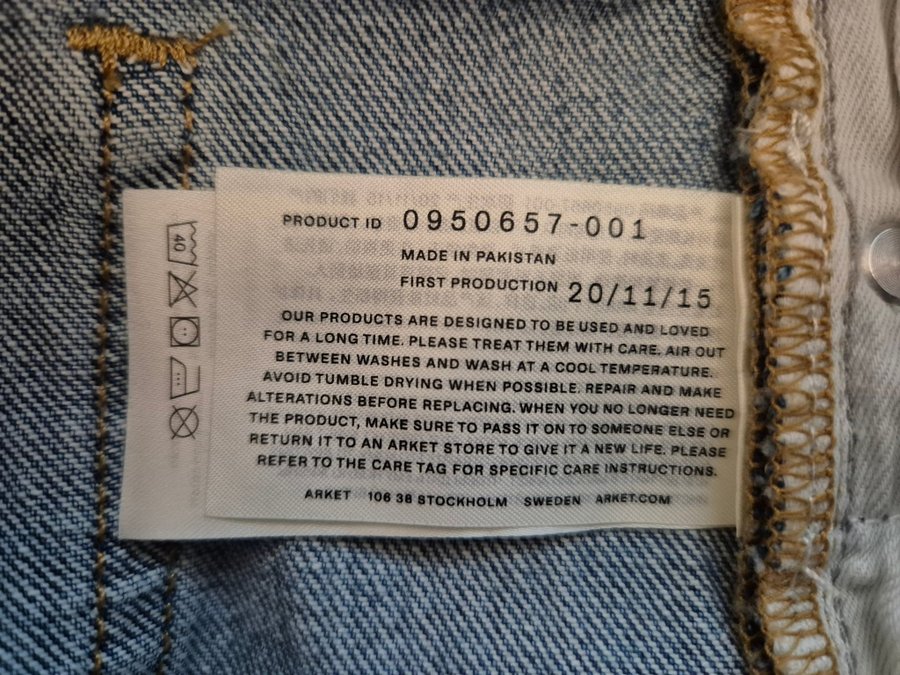 PRODUCT ID 0950657-001
MADE IN PAKISTAN
FIRST PRODUCTION 20/11/15
OUR PRODUCTS ARE DESIGNED TO BE USED AND LOVED
FOR A LONG TIME. PLEASE TREAT THEM WITH CARE. AIR OUT
BETWEEN WASHES AND WASH AT A COOL TEMPERATURE.
AVOID TUMBLE DRYING WHEN POSSIBLE. REPAIR AND MAKE
ALTERATIONS BEFORE REPLACING. WHEN YOU NO LONGER NEED
THE PRODUCT, MAKE SURE TO PASS IT ON TO SOMEONE ELSE OR
RETURN IT TO AN ARKET STORE TO GIVE IT A NEW LIFE. PLEASE
REFER TO THE CARE TAG FOR SPECIFIC CARE INSTRUCTIONS.
ARKET 106 38 STOCKHOLM SWEDEN ARKET.COM
40